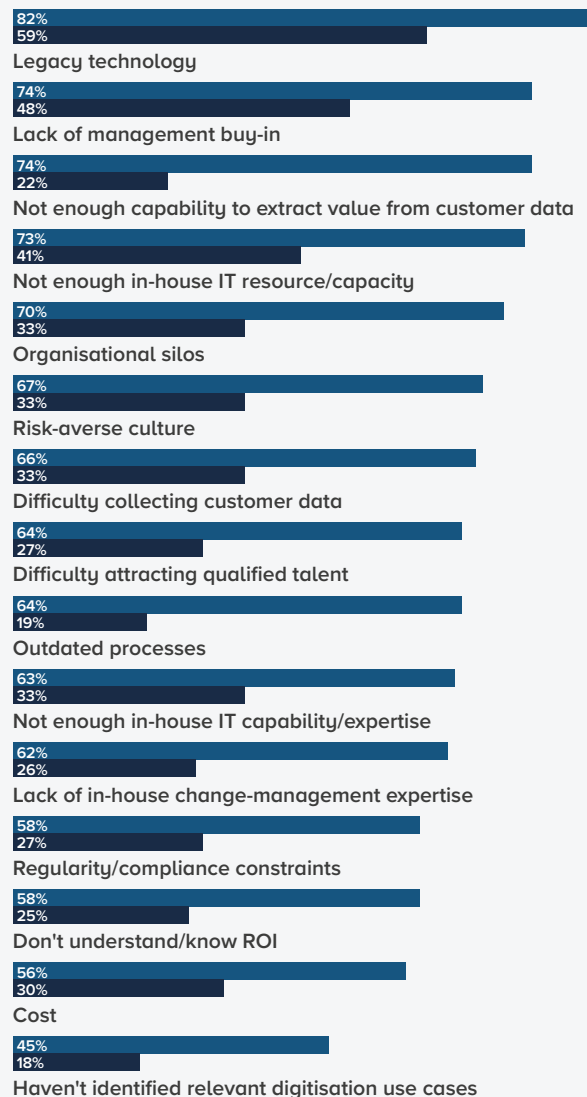 82%
59%
Legacy technology
74%
48%
Lack of management buy-in
74%
22%
Not enough capability to extract value from customer data
73%
41%
Not enough in-house IT resource/capacity
70%
33%
Organisational silos
67%
33%
Risk-averse culture
66%
33%
Difficulty collecting customer data
64%
27%
Difficulty attracting qualified talent
64%
19%
Outdated processes
63%
33%
Not enough in-house IT capability/expertise
62%
26%
Lack of in-house change-management expertise
58%
27%
Regularity/compliance constraints
58%
25%
Don't understand/know ROI
56%
30%
Cost
45%
18%
Haven't identified relevant digitisation use cases